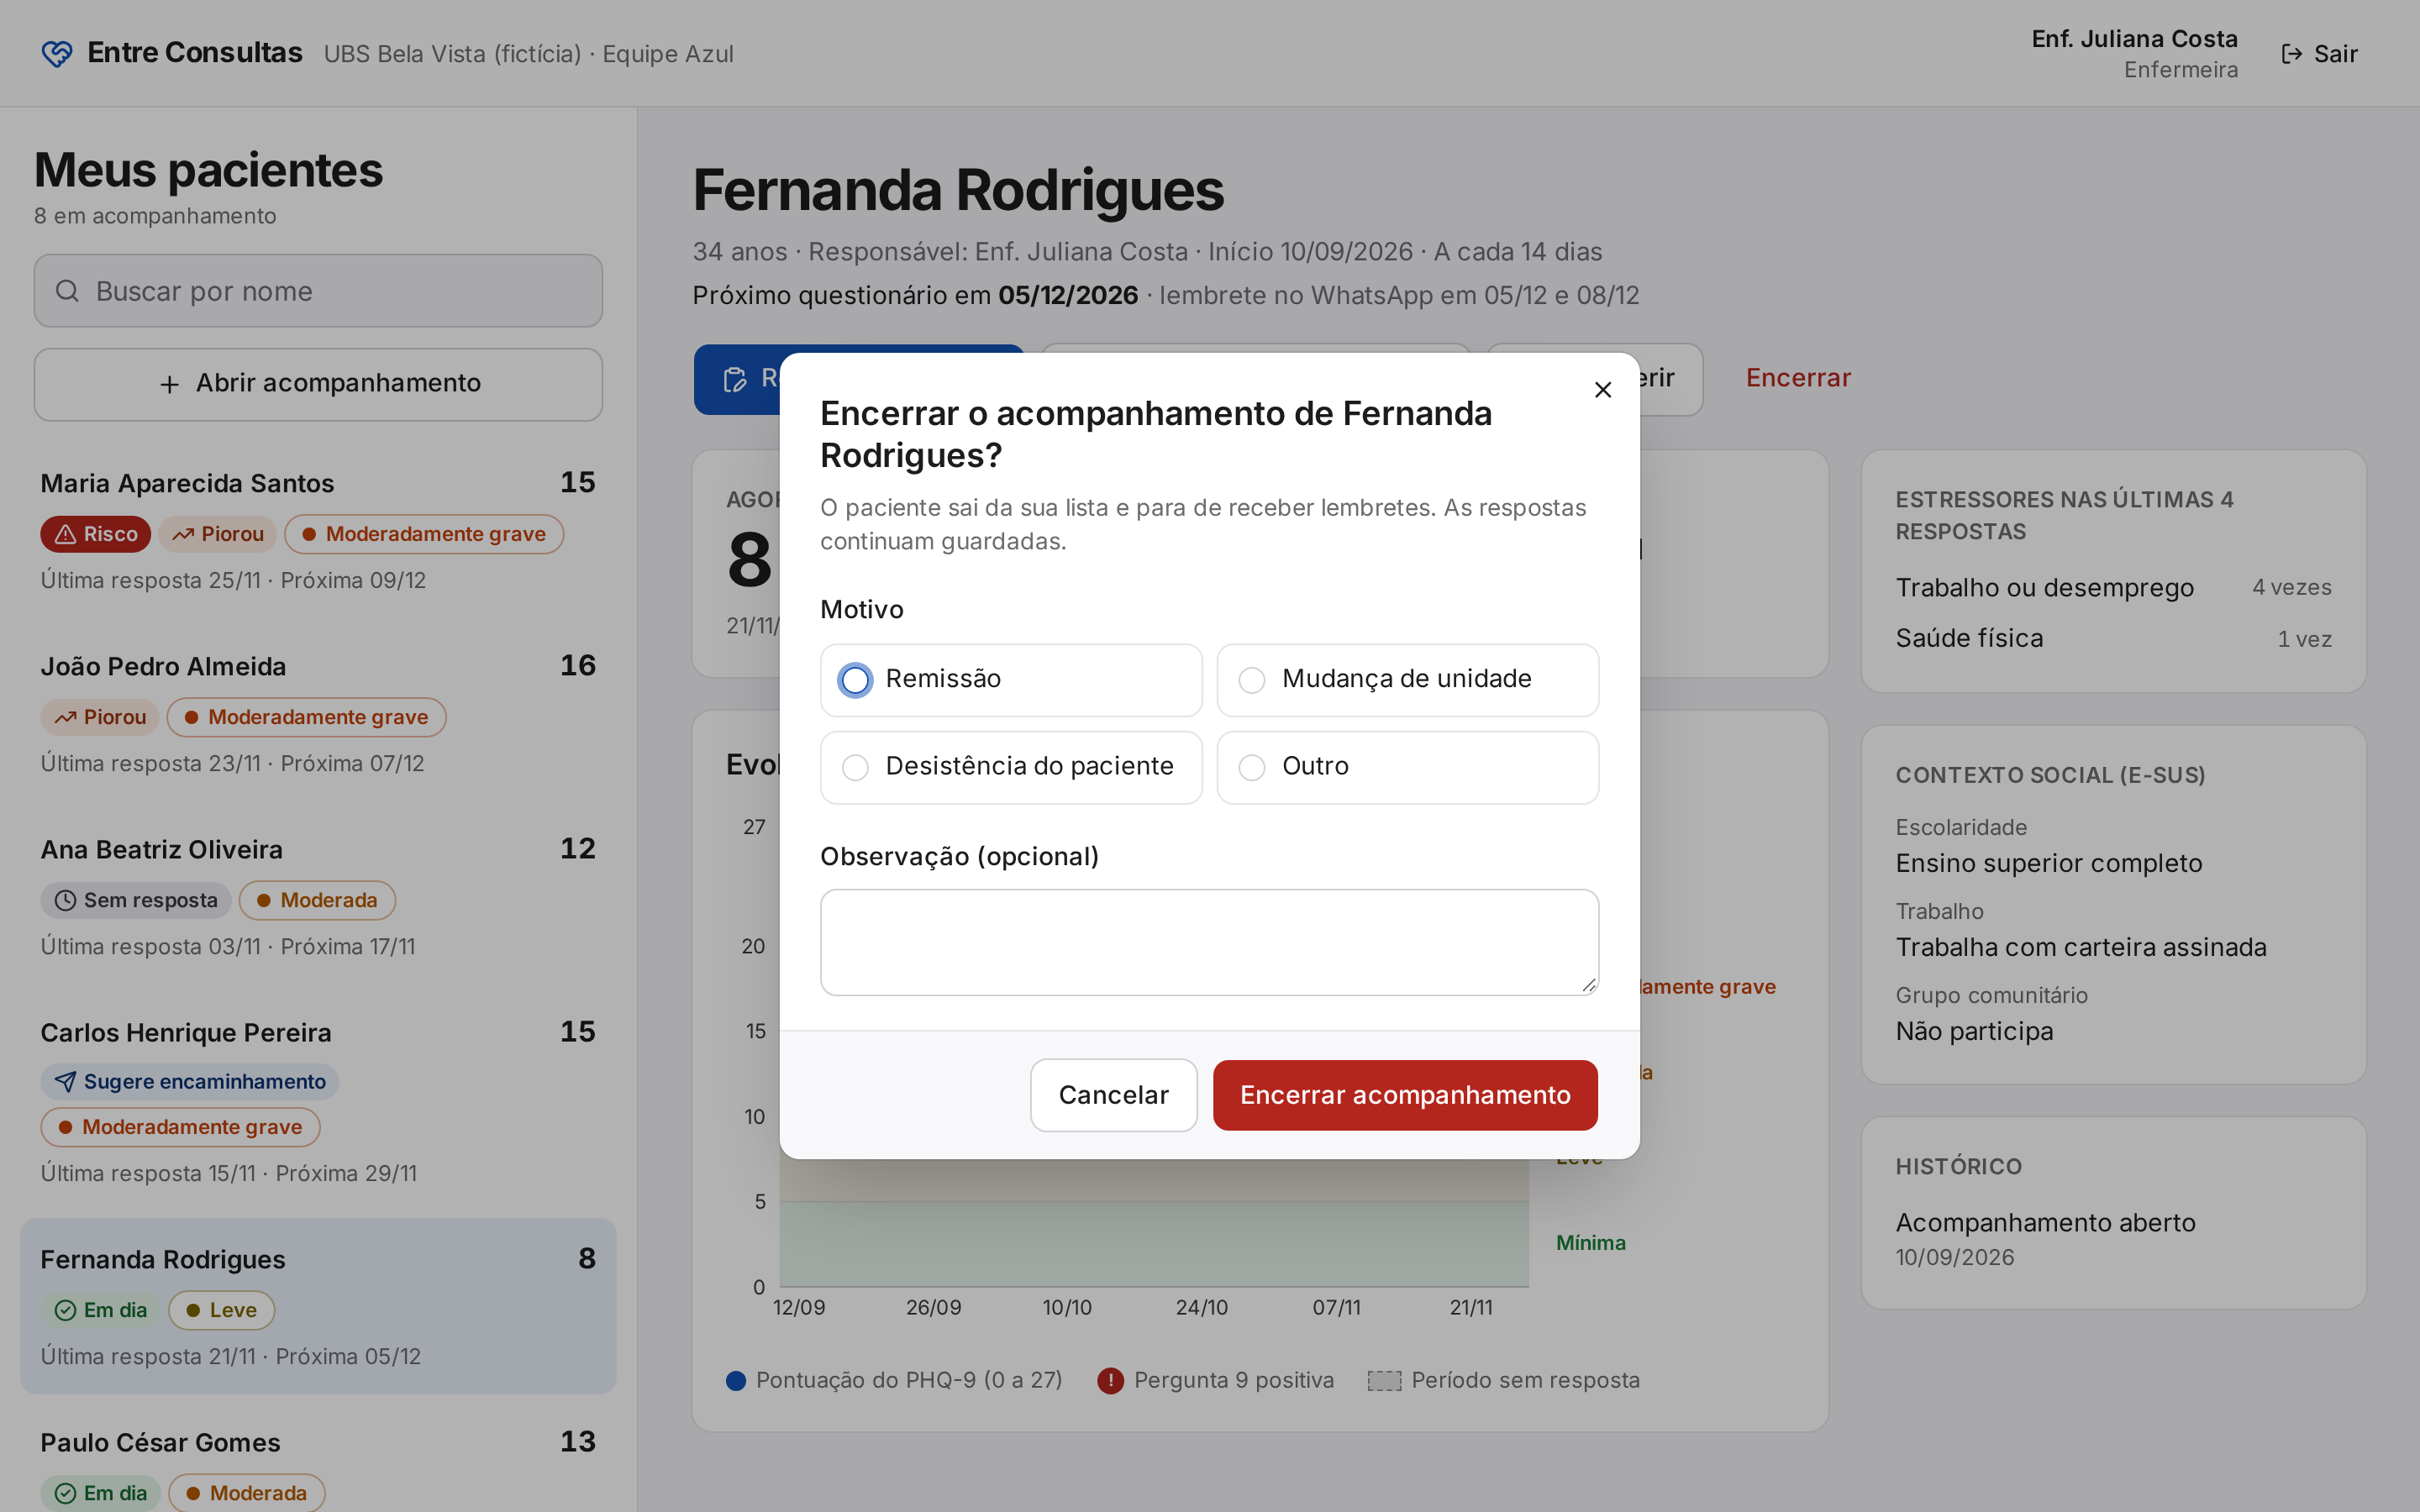 Entre Consultas UBS Bela Vista (fictícia) · Equipe Azul
Enf. Juliana Costa
Enfermeira
Sair
Meus pacientes
8 em acompanhamento
Buscar por nome
Abrir acompanhamento
Maria Aparecida Santos 15
Risco Piorou Moderadamente grave
Última resposta 25/11 · Próxima 09/12
João Pedro Almeida 16
Piorou Moderadamente grave
Última resposta 23/11 · Próxima 07/12
Ana Beatriz Oliveira 12
Sem resposta Moderada
Última resposta 03/11 · Próxima 17/11
Carlos Henrique Pereira 15
Sugere encaminhamento
Moderadamente grave
Última resposta 15/11 · Próxima 29/11
Fernanda Rodrigues 8
Em dia Leve
Última resposta 21/11 · Próxima 05/12
Paulo César Gomes 13
Em dia Moderada
Fernanda Rodrigues
34 anos · Responsável: Enf. Juliana Costa · Início 10/09/2026 · A cada 14 dias
Próximo questionário em 05/12/2026 · lembrete no WhatsApp em 05/12 e 08/12
Encerrar
8
21/11/
Encerrar o acompanhamento de Fernanda
Rodrigues?
O paciente sai da sua lista e para de receber lembretes. As respostas
continuam guardadas.
Motivo
Remissão
Mudança de unidade
Desistência do paciente
Outro
Observação (opcional)
Cancelar
Encerrar acompanhamento
27
20
15
10
5
0
12/09 26/09 10/10 24/10 07/11 21/11
grave
Mínima
Pontuação do PHQ-9 (0 a 27) Pergunta 9 positiva Período sem resposta
ESTRESSORES NAS ÚLTIMAS 4
RESPOSTAS
Trabalho ou desemprego 4 vezes
Saúde física 1 vez
CONTEXTO SOCIAL (E-SUS)
Escolaridade
Ensino superior completo
Trabalho
Trabalha com carteira assinada
Grupo comunitário
Não participa
HISTÓRICO
Acompanhamento aberto
10/09/2026